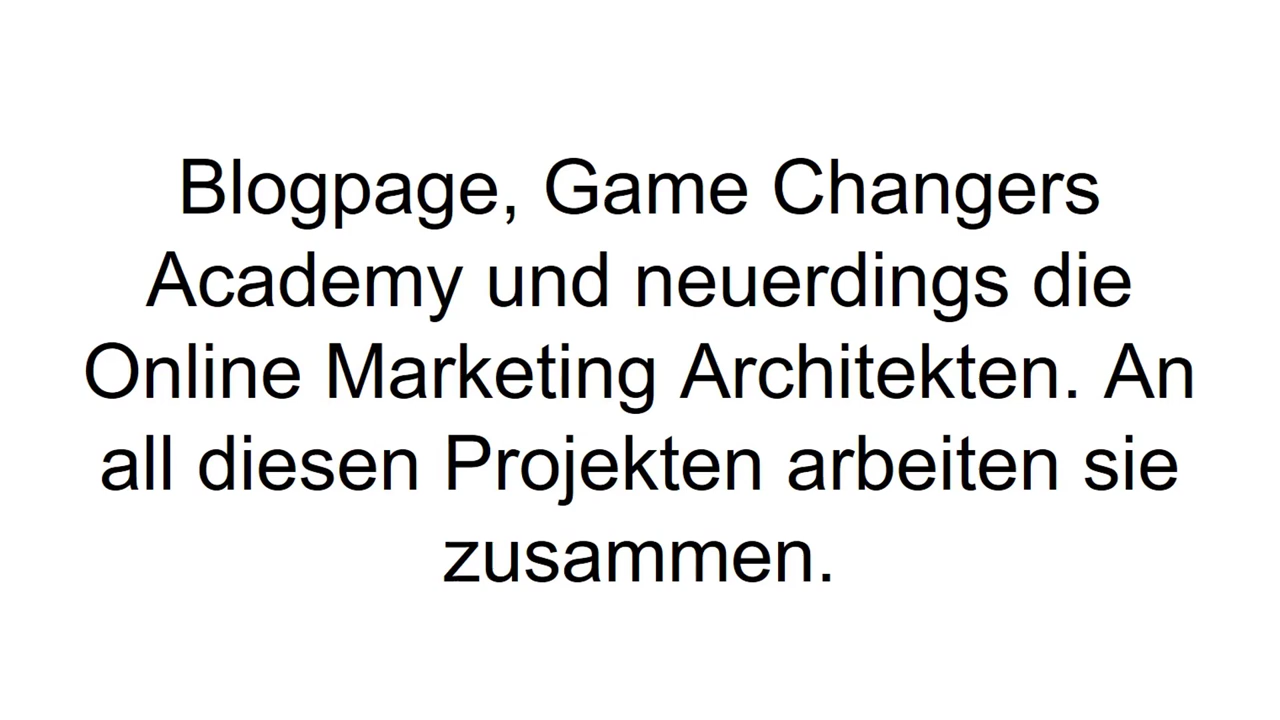 Blogpage, Game Changers
Academy und neuerdings die
Online Marketing Architekten. An
all diesen Projekten arbeiten sie
zusammen.